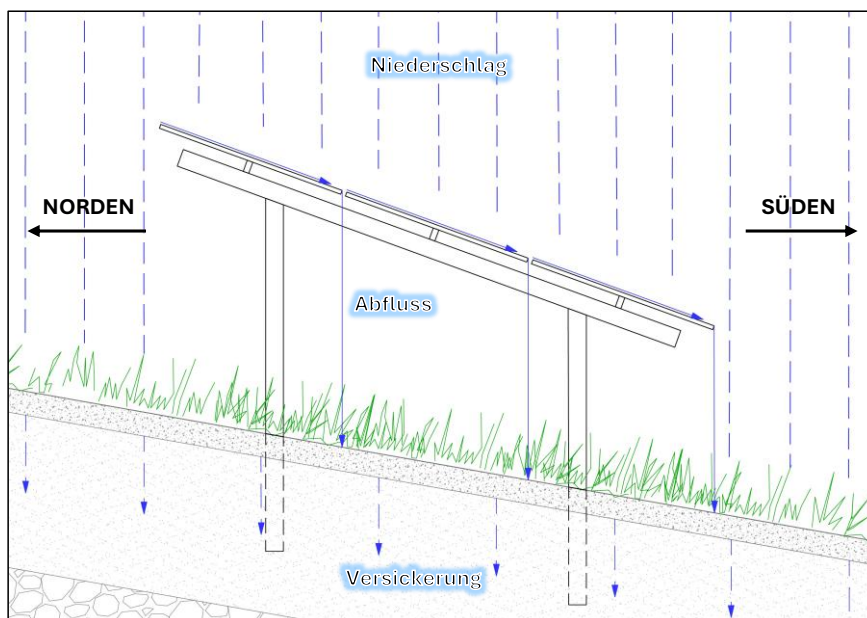 Niederschlag
NORDEN
SÜDEN
Abfluss
Versickerung